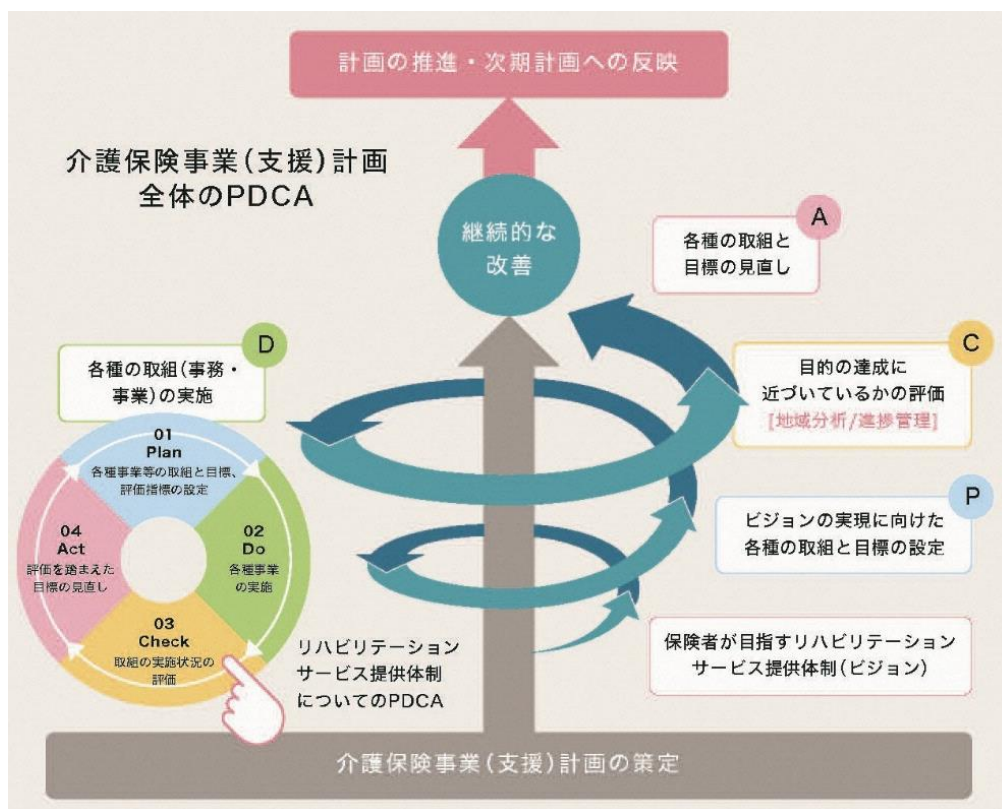 計画の推進・次期計画への反映
介護保険事業(支援)計画
全体のPDCA
継続的な
改善
A
各種の取組と
目標の見直し
D
各種の取組(事務・
事業)の実施
C
目的の達成に
近づいているかの評価
[地域分析/進捗管理]
01
Plan
各種事業等の取組と目標、
評価指標の設定
02
Do
各種事業
の実施
03
Check
取組の実施状況の
評価
04
Act
評価を踏まえた
目標の見直し
P
ビジョンの実現に向けた
各種の取組と目標の設定
リハビリテーション
サービス提供体制
についてのPDCA
保険者が目指すリハビリテーション
サービス提供体制(ビジョン)
介護保険事業(支援)計画の策定